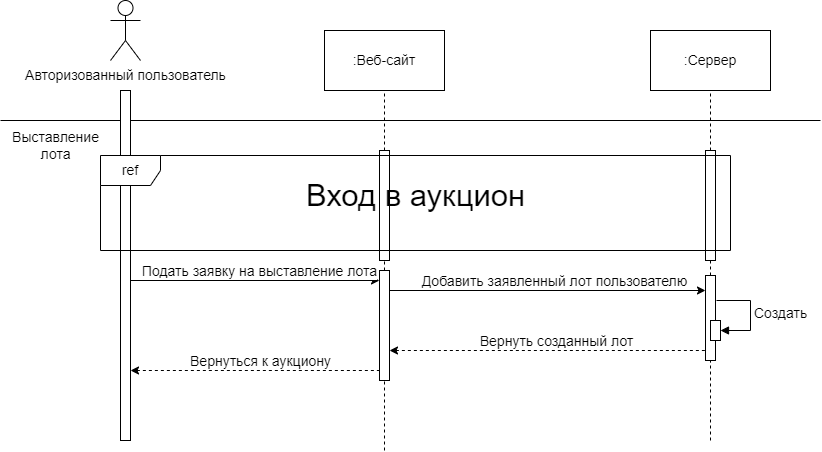 Авторизованный пользователь
:Веб-сайт
:Сервер
Выставление
лота
ref
Вход в аукцион
Подать заявку на выставление лота
Добавить заявленный лот пользователю
Создать
Вернуть созданный лот
Вернуться к аукциону